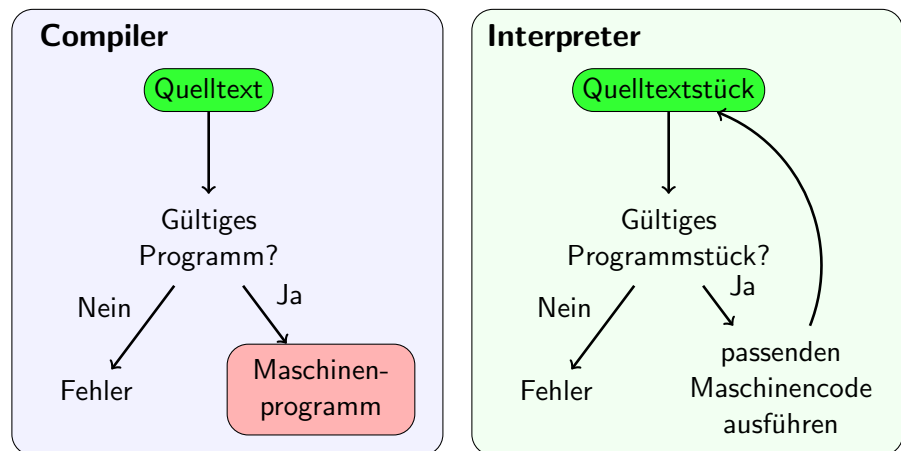 Compiler
Quelltext
Gültiges
Programm?
Nein
Ja
Fehler
Maschinen-
programm
Interpreter
Quelltextstück
Gültiges
Programmstück?
Nein
Ja
Fehler
passenden
Maschinencode
ausführen